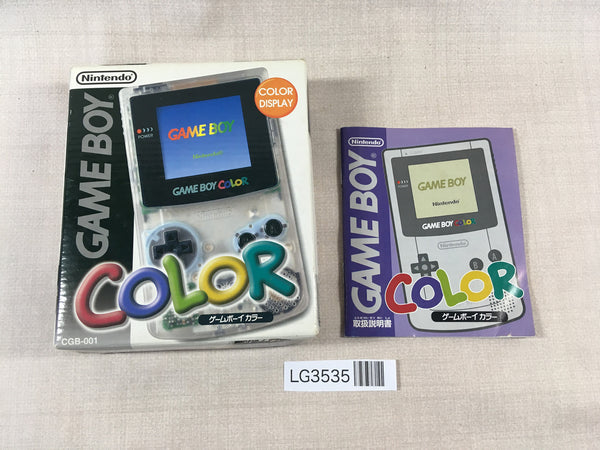 Nintendo
GAME BOY
COLOR
DISPLAY
POWER
GAME BOY
Nintendo
GAME BOY COLOR
Nintendo
COLOR
ゲームボーイ カラー
CGB-001
Nintendo
GAME BOY
POWER
GAME BOY
Nintendo
GAME BOY COLOR
B
A
COLOR
ゲームボーイ カラー
取扱説明書
LG3535